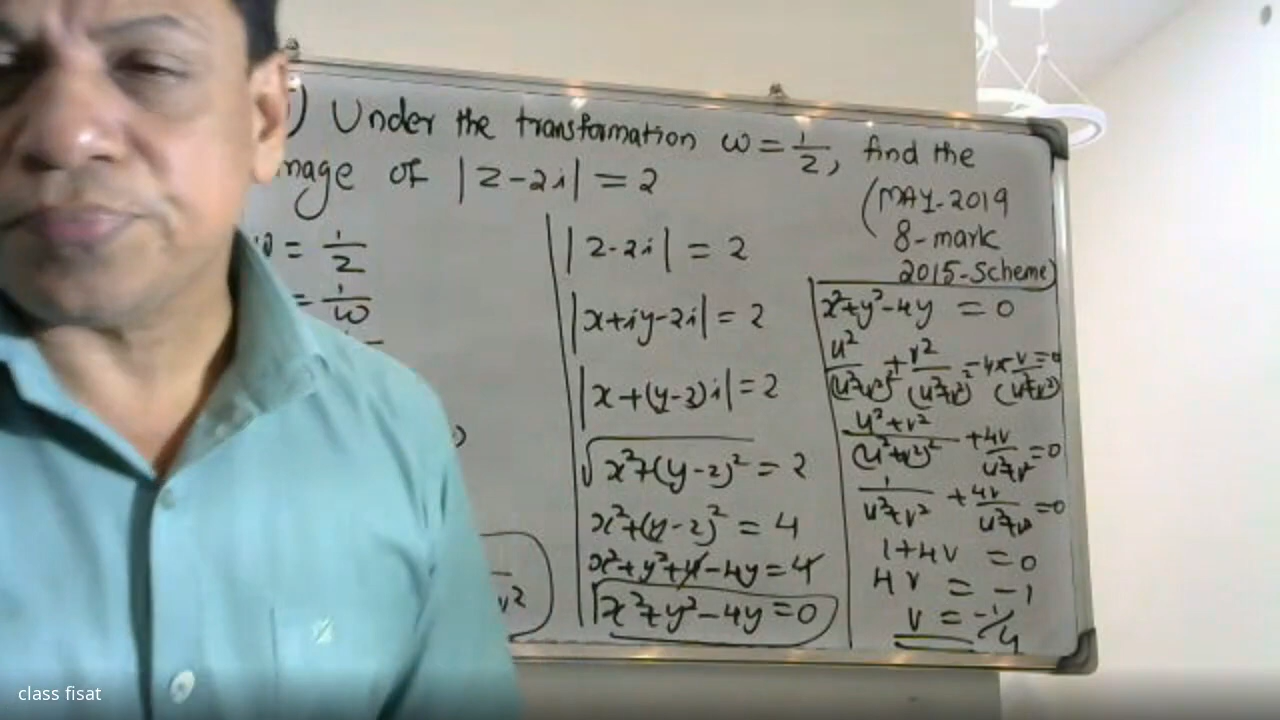 ) Under the transformation ω = 1/z, find the
mage of |z-2i| = 2
(MAY-2019
8-mark
2015-Scheme)
ω = 1/z
= 1/ω
|z-2i| = 2
|x+iy-2i| = 2
|x+(y-2)i| = 2
√x²+(y-2)² = 2
x²+(y-2)² = 4
x²+y²+4-4y = 4
x²+y²-4y = 0
x²+y²-4y = 0
u²/(u²+v²)² + v²/(u²+v²)² - 4x-v/(u²+v²) = 0
u²+v²/(u²+v²)² + 4v/u²+v² = 0
1/u²+v² + 4v/u²+v² = 0
1+4v = 0
4v = -1
v = -1/4
v²
class fisat